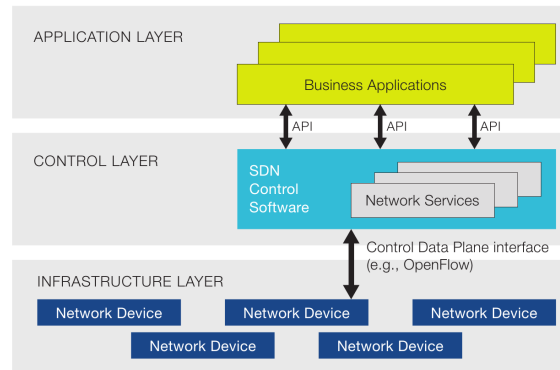 APPLICATION LAYER
Business Applications
API
API
API
CONTROL LAYER
SDN
Control
Software
Network Services
Control Data Plane interface
(e.g., OpenFlow)
INFRASTRUCTURE LAYER
Network Device
Network Device
Network Device
Network Device
Network Device